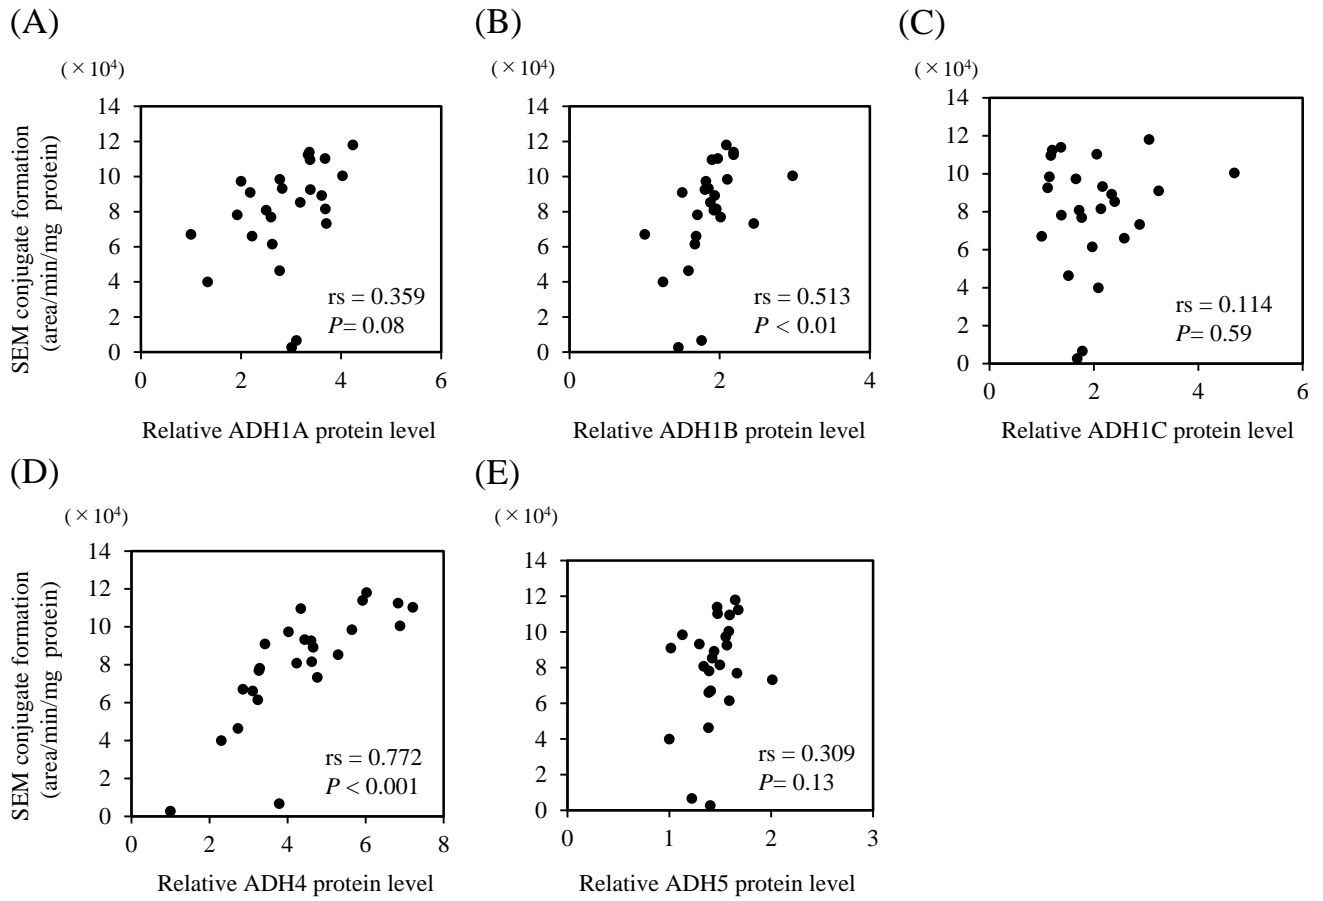 (A)
(×10⁴)
SEM conjugate formation
(area/min/mg protein)
14
12
10
8
6
4
2
0
0 2 4 6
rs = 0.359
P= 0.08
Relative ADH1A protein level
(B)
(×10⁴)
14
12
10
8
6
4
2
0
0 2 4
rs = 0.513
P < 0.01
Relative ADH1B protein level
(C)
(×10⁴)
14
12
10
8
6
4
2
0
0 2 4 6
rs = 0.114
P= 0.59
Relative ADH1C protein level
(D)
(×10⁴)
SEM conjugate formation
(area/min/mg protein)
14
12
10
8
6
4
2
0
0 2 4 6 8
rs = 0.772
P < 0.001
Relative ADH4 protein level
(E)
(×10⁴)
14
12
10
8
6
4
2
0
0 1 2 3
rs = 0.309
P= 0.13
Relative ADH5 protein level